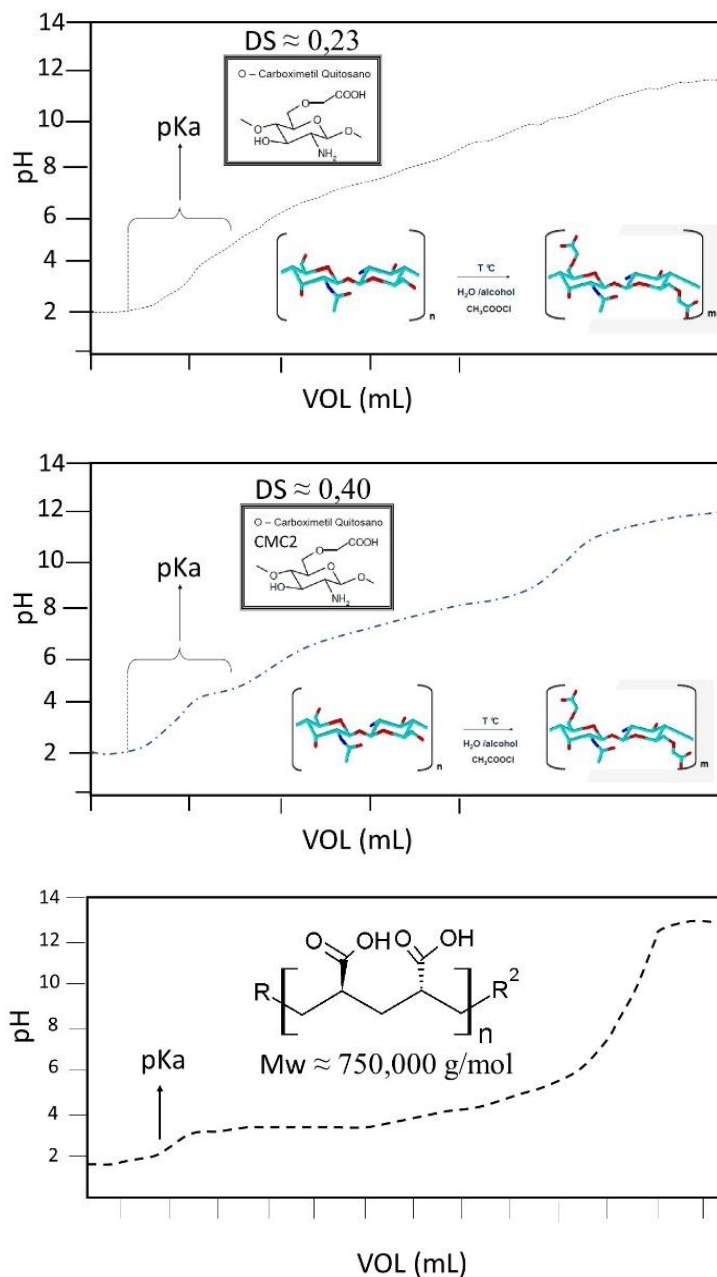 14
12
10
8
6
4
2
pH
DS ≈ 0,23
O – Carboximetil Quitosano
COOH
O
O
O
HO
NH2
O
pKa
n
T °C
H2O /alcohol
CH3COOCl
m
VOL (mL)
14
12
10
8
6
4
2
pH
DS ≈ 0,40
O – Carboximetil Quitosano
CMC2
COOH
O
O
O
HO
NH2
O
pKa
n
T °C
H2O /alcohol
CH3COOCl
m
VOL (mL)
14
12
10
8
6
4
2
pH
O OH O OH
R
R2
n
Mw ≈ 750,000 g/mol
pKa
VOL (mL)